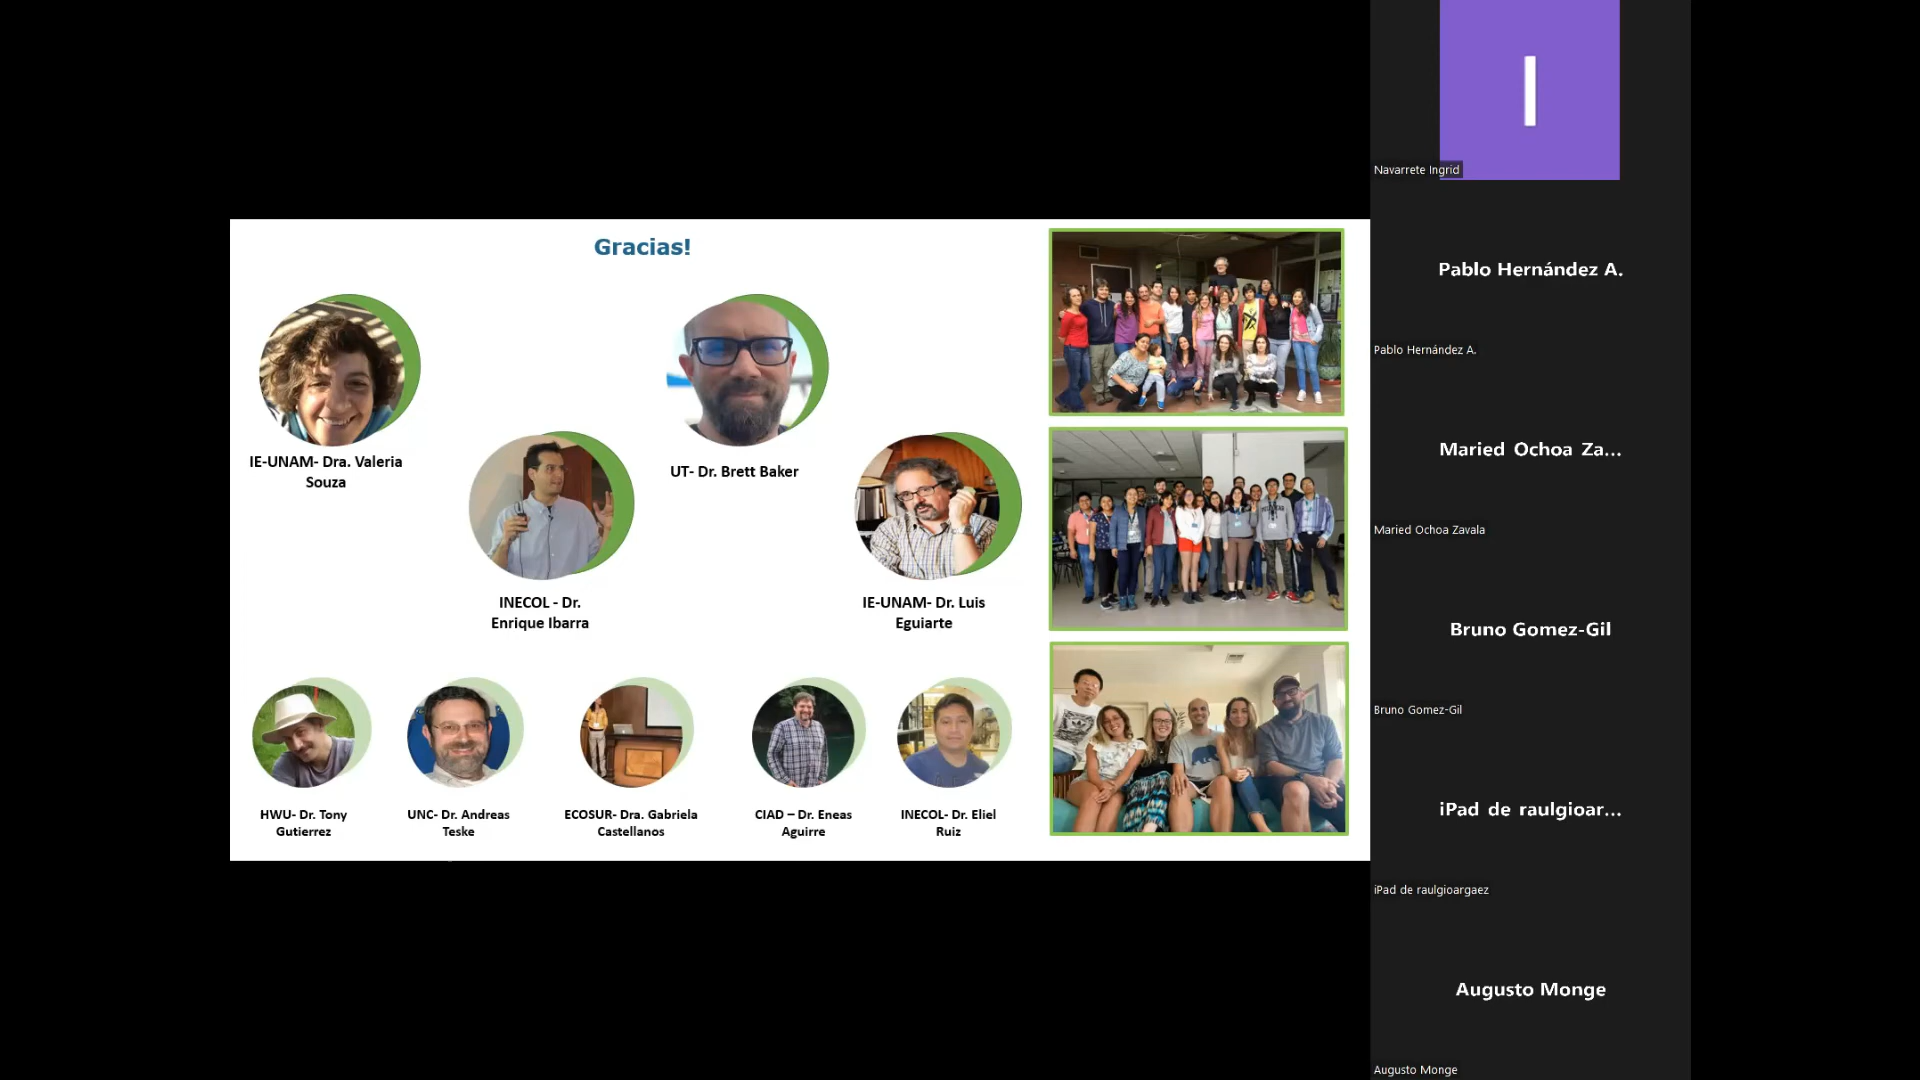 Gracias!
IE-UNAM- Dra. Valeria
Souza
UT- Dr. Brett Baker
INECOL - Dr.
Enrique Ibarra
IE-UNAM- Dr. Luis
Eguiarte
HWU- Dr. Tony
Gutierrez
UNC- Dr. Andreas
Teske
ECOSUR- Dra. Gabriela
Castellanos
CIAD – Dr. Eneas
Aguirre
INECOL- Dr. Eliel
Ruiz
I
Navarrete Ingrid
Pablo Hernández A.
Pablo Hernández A.
Maried Ochoa Za...
Maried Ochoa Zavala
Bruno Gomez-Gil
Bruno Gomez-Gil
iPad de raulgioar...
iPad de raulgioargaez
Augusto Monge
Augusto Monge